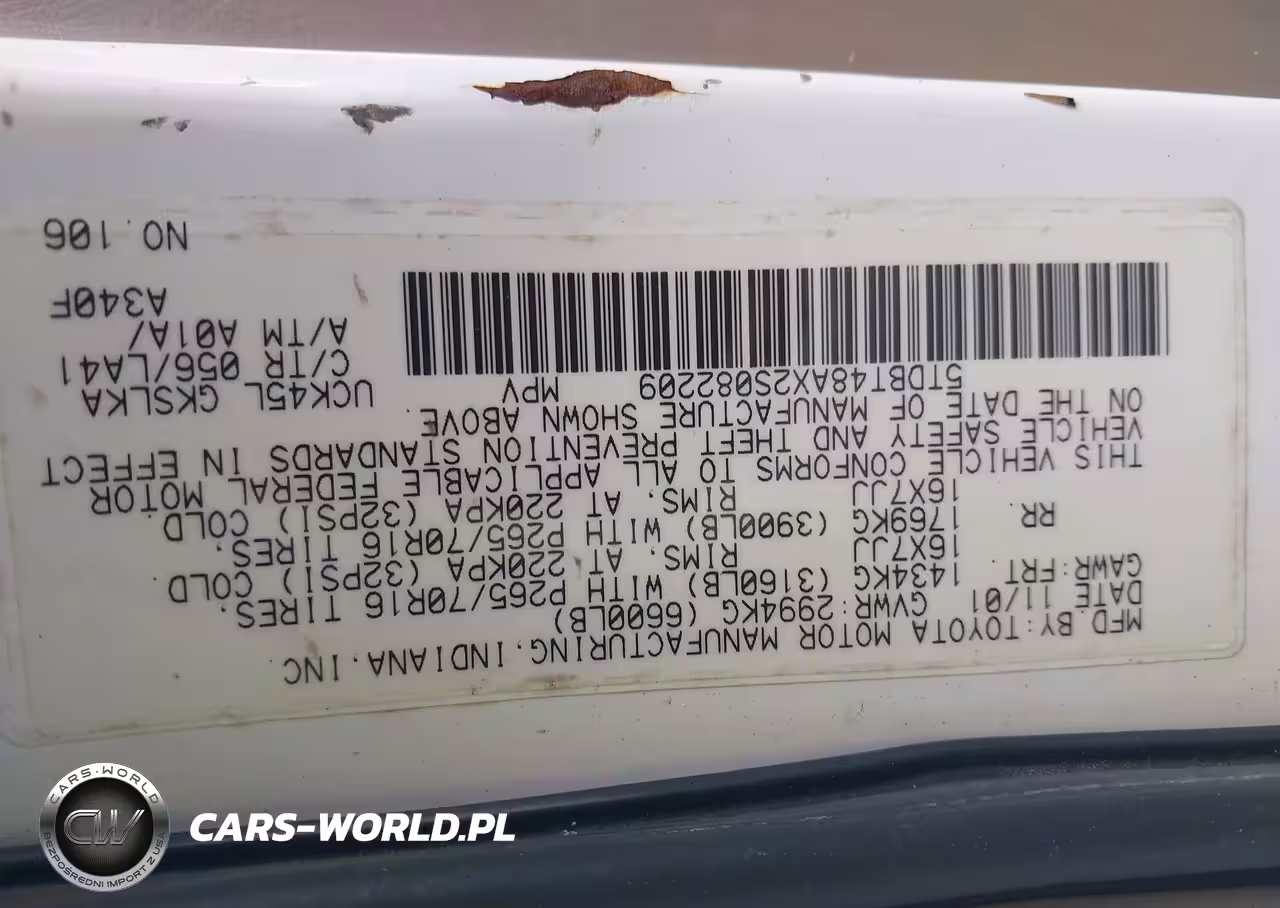 MFD.BY:TOYOTA MOTOR MANUFACTURING.INDIANA.INC.
DATE 11/01 GVWR:2994KG (6600LB)
GAWR:FRT. 1434KG (3160LB) WITH P265/70R16 TIRES.
16X7JJ RIMS. AT 220KPA (32PSI) COLD.
RR. 1769KG (3900LB) WITH P265/70R16 TIRES.
16X7JJ RIMS. AT 220KPA (32PSI) COLD.
THIS VEHICLE CONFORMS TO ALL APPLICABLE FEDERAL MOTOR
VEHICLE SAFETY AND THEFT PREVENTION STANDARDS IN EFFECT
ON THE DATE OF MANUFACTURE SHOWN ABOVE.
5TDBT48AX2S082209 MPV
UCK45L GKSLKA
C/TR 056/LA41
A/TM A01A/
A340F
NO.106
CARS-WORLD
CW
BEZPOŚREDNI IMPORT Z USA
CARS-WORLD.PL